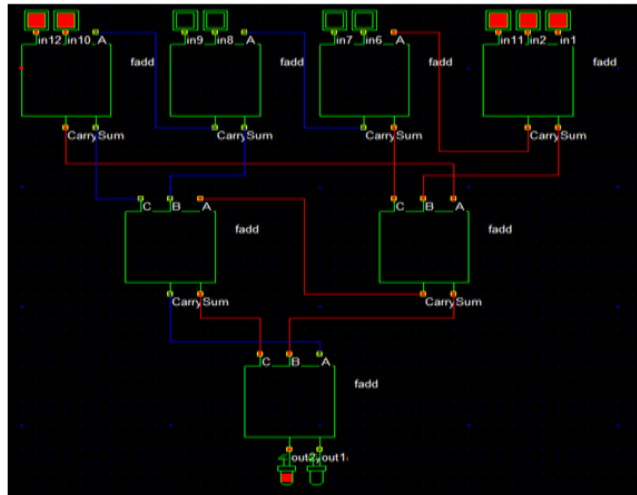 in12 in10 A in9 in8 A in7 in6 A in11 in2 in1
fadd fadd fadd fadd
Carry Sum Carry Sum Carry Sum Carry Sum
C B A C B A
fadd fadd
Carry Sum Carry Sum
C B A
fadd
out2 out1